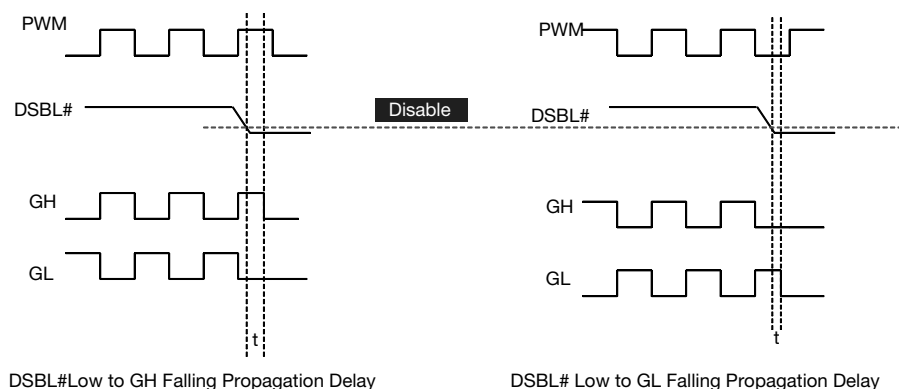 PWM
DSBL#
GH
GL
t
DSBL#Low to GH Falling Propagation Delay
Disable
PWM
DSBL#
GH
GL
t
DSBL# Low to GL Falling Propagation Delay